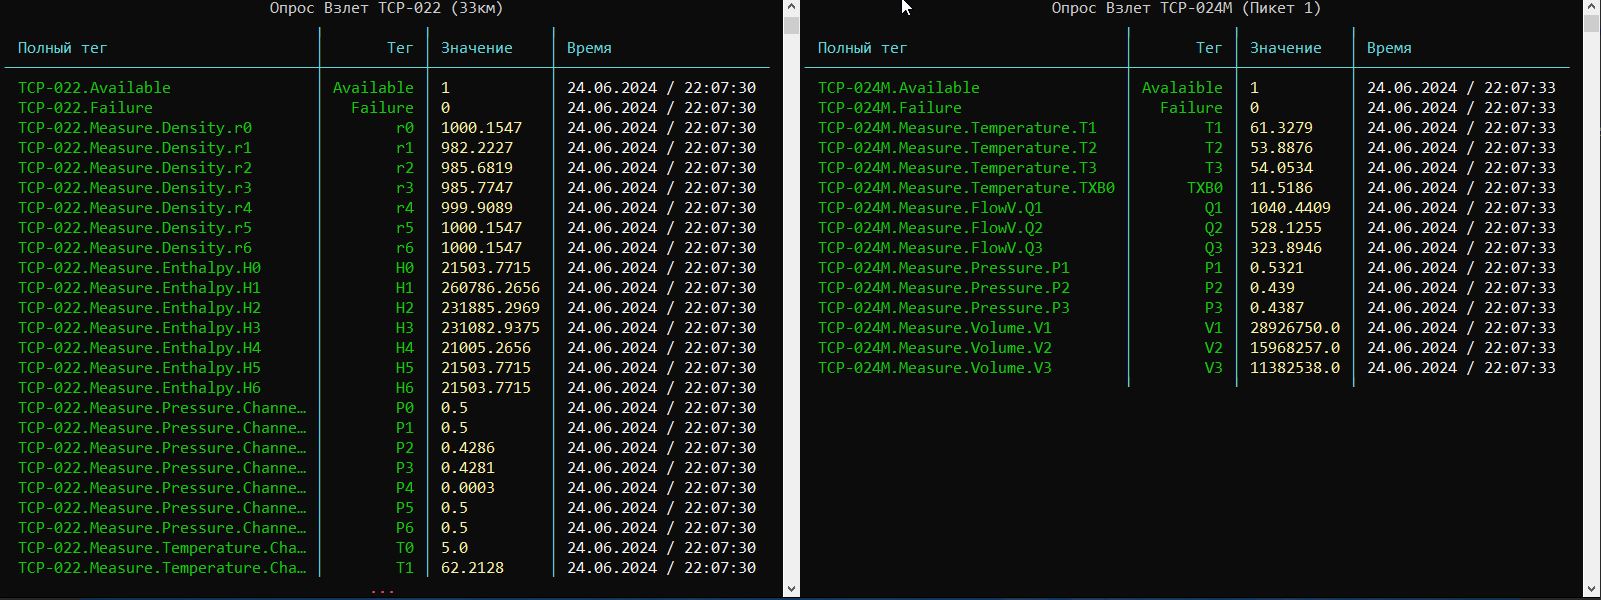 Опрос Взлет ТСР-022 (33км)
Полный тег Тег Значение Время
TCP-022.Available Available 1 24.06.2024 / 22:07:30
TCP-022.Failure Failure 0 24.06.2024 / 22:07:30
TCP-022.Measure.Density.r0 r0 1000.1547 24.06.2024 / 22:07:30
TCP-022.Measure.Density.r1 r1 982.2227 24.06.2024 / 22:07:30
TCP-022.Measure.Density.r2 r2 985.6819 24.06.2024 / 22:07:30
TCP-022.Measure.Density.r3 r3 985.7747 24.06.2024 / 22:07:30
TCP-022.Measure.Density.r4 r4 999.9089 24.06.2024 / 22:07:30
TCP-022.Measure.Density.r5 r5 1000.1547 24.06.2024 / 22:07:30
TCP-022.Measure.Density.r6 r6 1000.1547 24.06.2024 / 22:07:30
TCP-022.Measure.Enthalpy.H0 H0 21503.7715 24.06.2024 / 22:07:30
TCP-022.Measure.Enthalpy.H1 H1 260786.2656 24.06.2024 / 22:07:30
TCP-022.Measure.Enthalpy.H2 H2 231885.2969 24.06.2024 / 22:07:30
TCP-022.Measure.Enthalpy.H3 H3 231082.9375 24.06.2024 / 22:07:30
TCP-022.Measure.Enthalpy.H4 H4 21005.2656 24.06.2024 / 22:07:30
TCP-022.Measure.Enthalpy.H5 H5 21503.7715 24.06.2024 / 22:07:30
TCP-022.Measure.Enthalpy.H6 H6 21503.7715 24.06.2024 / 22:07:30
TCP-022.Measure.Pressure.Channe… P0 0.5 24.06.2024 / 22:07:30
TCP-022.Measure.Pressure.Channe… P1 0.5 24.06.2024 / 22:07:30
TCP-022.Measure.Pressure.Channe… P2 0.4286 24.06.2024 / 22:07:30
TCP-022.Measure.Pressure.Channe… P3 0.4281 24.06.2024 / 22:07:30
TCP-022.Measure.Pressure.Channe… P4 0.0003 24.06.2024 / 22:07:30
TCP-022.Measure.Pressure.Channe… P5 0.5 24.06.2024 / 22:07:30
TCP-022.Measure.Pressure.Channe… P6 0.5 24.06.2024 / 22:07:30
TCP-022.Measure.Temperature.Cha… T0 5.0 24.06.2024 / 22:07:30
TCP-022.Measure.Temperature.Cha… T1 62.2128 24.06.2024 / 22:07:30
...
Опрос Взлет ТСР-024М (Пикет 1)
Полный тег Тег Значение Время
TCP-024M.Available Avalaible 1 24.06.2024 / 22:07:33
TCP-024M.Failure Failure 0 24.06.2024 / 22:07:33
TCP-024M.Measure.Temperature.T1 T1 61.3279 24.06.2024 / 22:07:33
TCP-024M.Measure.Temperature.T2 T2 53.8876 24.06.2024 / 22:07:33
TCP-024M.Measure.Temperature.T3 T3 54.0534 24.06.2024 / 22:07:33
TCP-024M.Measure.Temperature.TXB0 TXB0 11.5186 24.06.2024 / 22:07:33
TCP-024M.Measure.FlowV.Q1 Q1 1040.4409 24.06.2024 / 22:07:33
TCP-024M.Measure.FlowV.Q2 Q2 528.1255 24.06.2024 / 22:07:33
TCP-024M.Measure.FlowV.Q3 Q3 323.8946 24.06.2024 / 22:07:33
TCP-024M.Measure.Pressure.P1 P1 0.5321 24.06.2024 / 22:07:33
TCP-024M.Measure.Pressure.P2 P2 0.439 24.06.2024 / 22:07:33
TCP-024M.Measure.Pressure.P3 P3 0.4387 24.06.2024 / 22:07:33
TCP-024M.Measure.Volume.V1 V1 28926750.0 24.06.2024 / 22:07:33
TCP-024M.Measure.Volume.V2 V2 15968257.0 24.06.2024 / 22:07:33
TCP-024M.Measure.Volume.V3 V3 11382538.0 24.06.2024 / 22:07:33